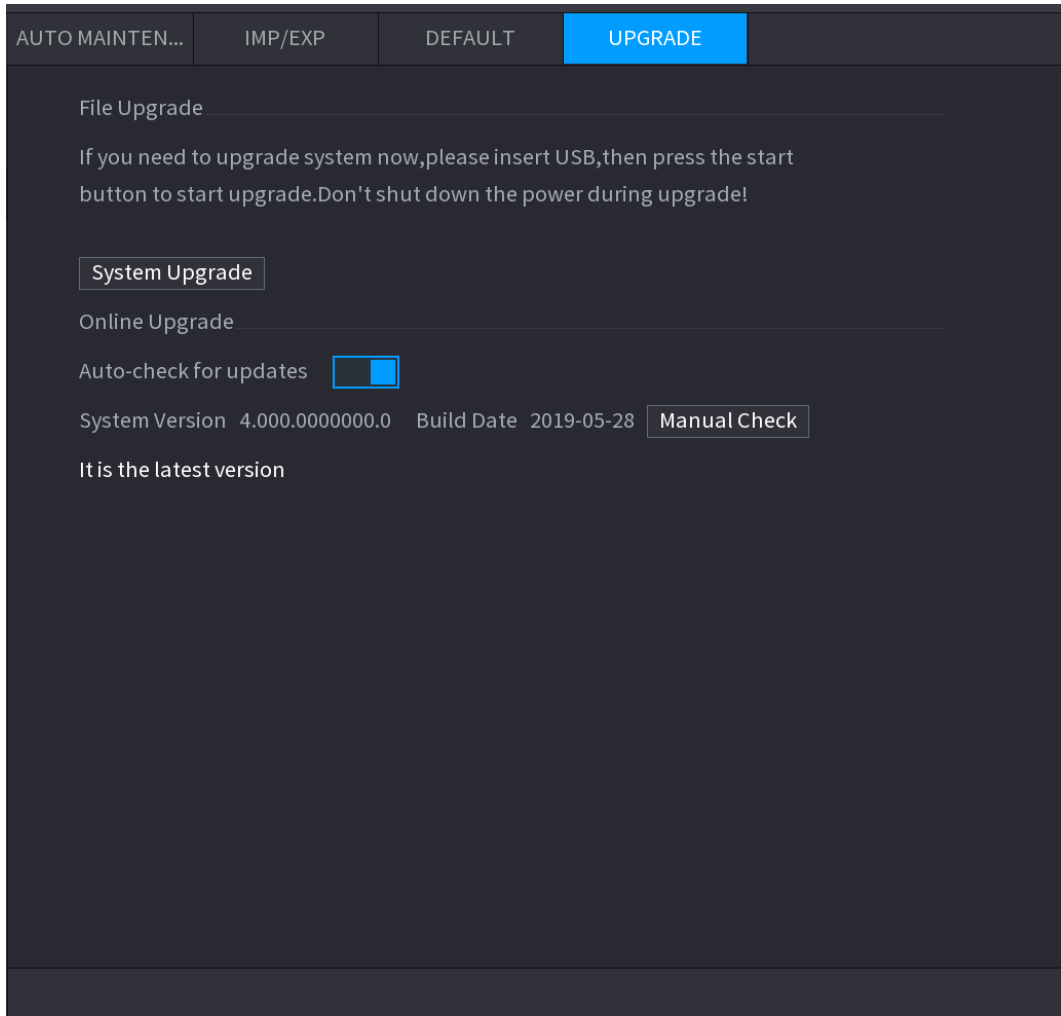 AUTO MAINTEN... IMP/EXP DEFAULT UPGRADE
File Upgrade
If you need to upgrade system now,please insert USB,then press the start
button to start upgrade.Don't shut down the power during upgrade!
System Upgrade
Online Upgrade
Auto-check for updates
System Version 4.000.0000000.0 Build Date 2019-05-28 Manual Check
It is the latest version